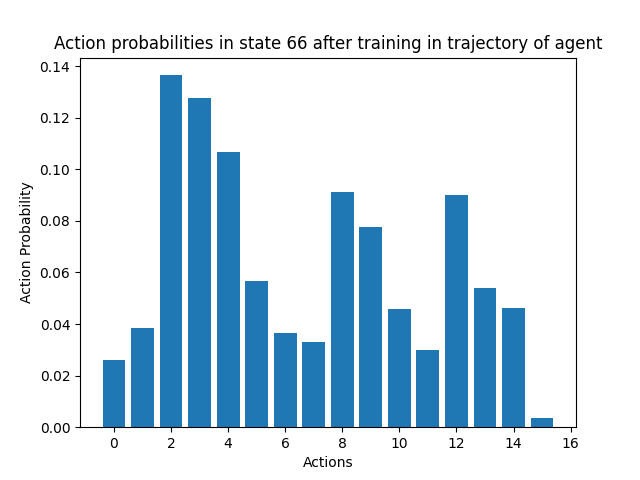 Action probabilities in state 66 after training in trajectory of agent
0.14
0.12
0.10
0.08
0.06
0.04
0.02
0.00
Action Probability
0 2 4 6 8 10 12 14 16
Actions